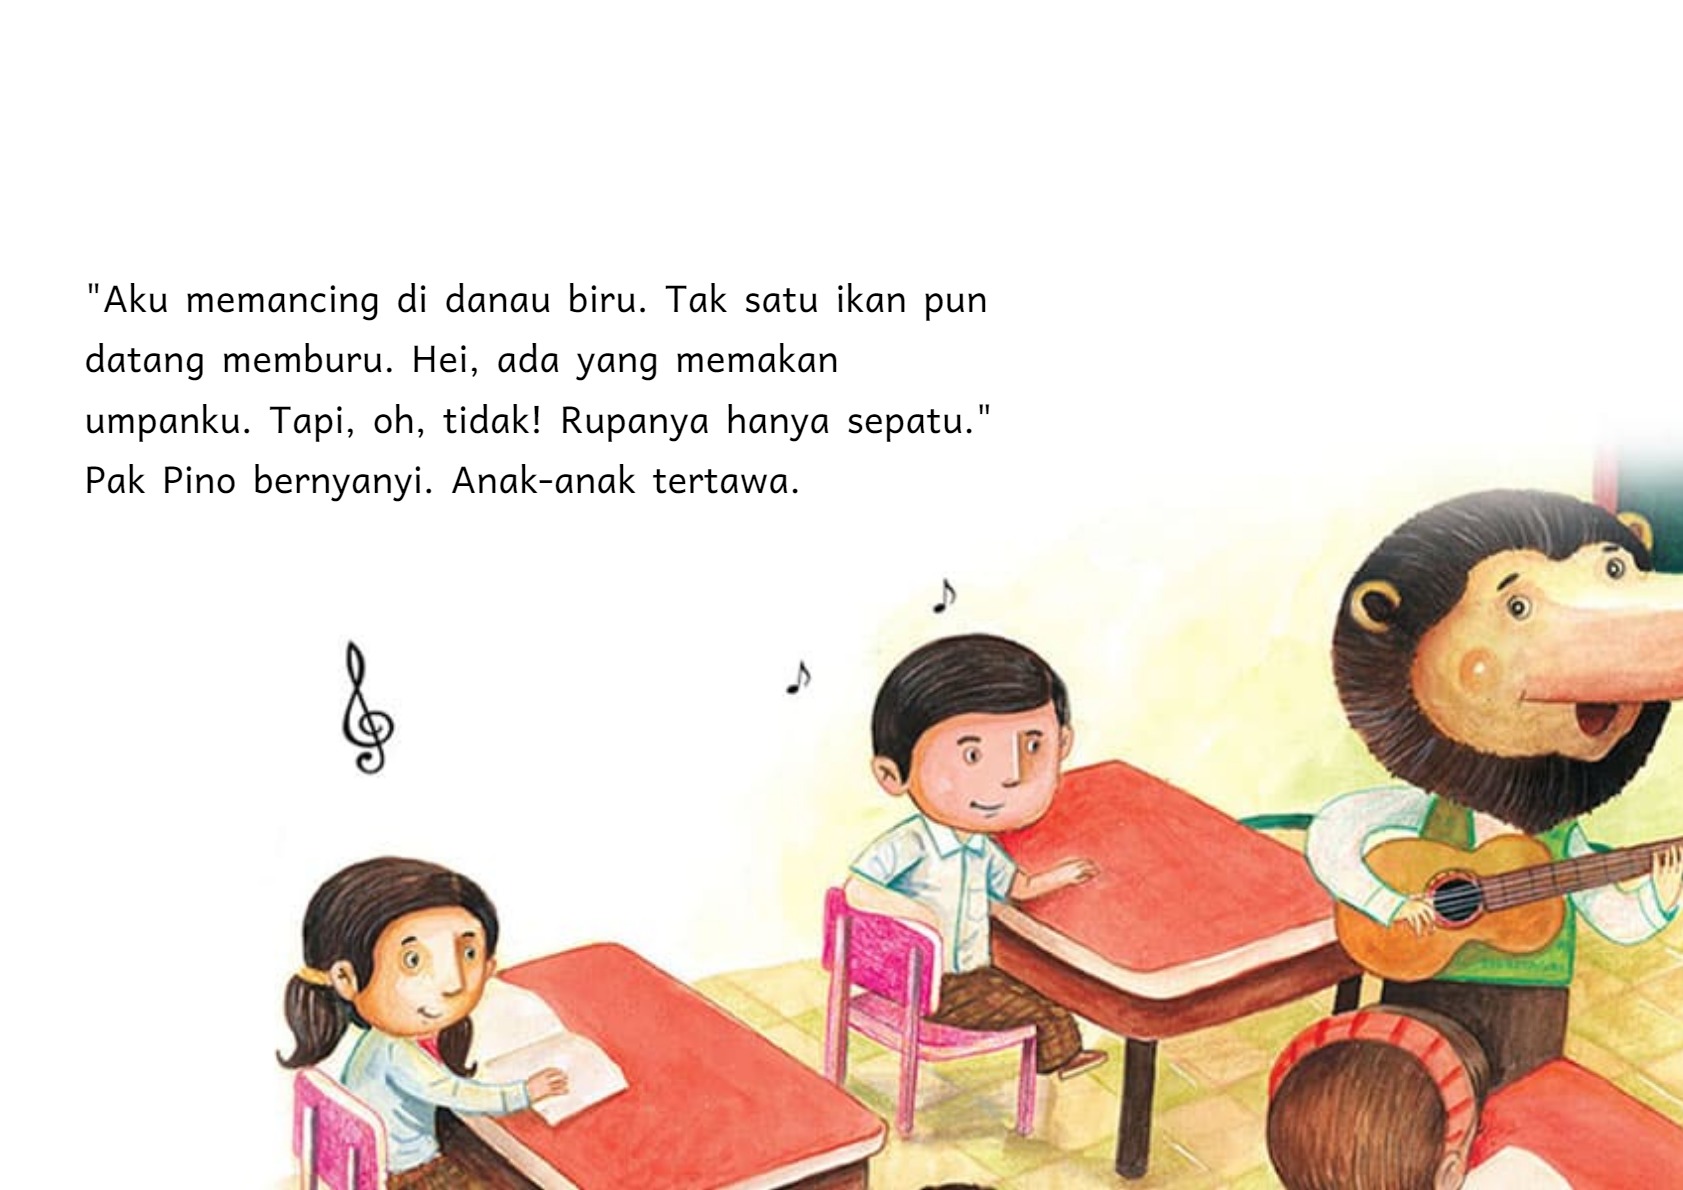 "Aku memancing di danau biru. Tak satu ikan pun
datang memburu. Hei, ada yang memakan
umpanku. Tapi, oh, tidak! Rupanya hanya sepatu."
Pak Pino bernyanyi. Anak-anak tertawa.